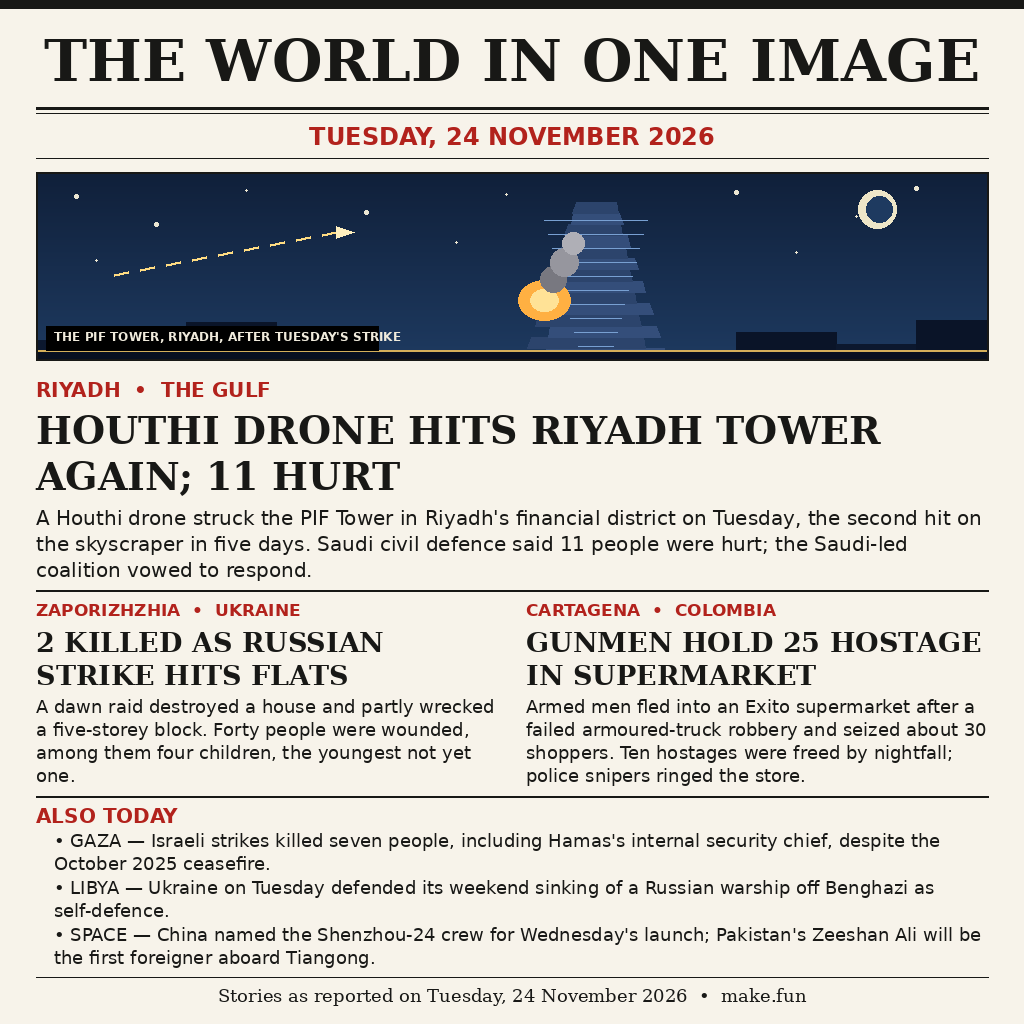 THE WORLD IN ONE IMAGE
TUESDAY, 24 NOVEMBER 2026
THE PIF TOWER, RIYADH, AFTER TUESDAY'S STRIKE
RIYADH • THE GULF
HOUTHI DRONE HITS RIYADH TOWER
AGAIN; 11 HURT
A Houthi drone struck the PIF Tower in Riyadh's financial district on Tuesday, the second hit on
the skyscraper in five days. Saudi civil defence said 11 people were hurt; the Saudi-led
coalition vowed to respond.
ZAPORIZHZHIA • UKRAINE
2 KILLED AS RUSSIAN
STRIKE HITS FLATS
A dawn raid destroyed a house and partly wrecked
a five-storey block. Forty people were wounded,
among them four children, the youngest not yet
one.
CARTAGENA • COLOMBIA
GUNMEN HOLD 25 HOSTAGE
IN SUPERMARKET
Armed men fled into an Exito supermarket after a
failed armoured-truck robbery and seized about 30
shoppers. Ten hostages were freed by nightfall;
police snipers ringed the store.
ALSO TODAY
• GAZA — Israeli strikes killed seven people, including Hamas's internal security chief, despite the
October 2025 ceasefire.
• LIBYA — Ukraine on Tuesday defended its weekend sinking of a Russian warship off Benghazi as
self-defence.
• SPACE — China named the Shenzhou-24 crew for Wednesday's launch; Pakistan's Zeeshan Ali will be
the first foreigner aboard Tiangong.
Stories as reported on Tuesday, 24 November 2026 • make.fun